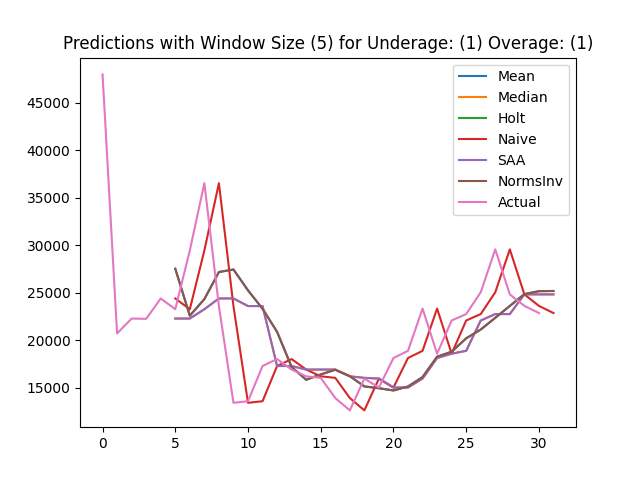 Predictions with Window Size (5) for Underage: (1) Overage: (1)
Mean
Median
Holt
Naive
SAA
NormsInv
Actual
45000
40000
35000
30000
25000
20000
15000
0 5 10 15 20 25 30